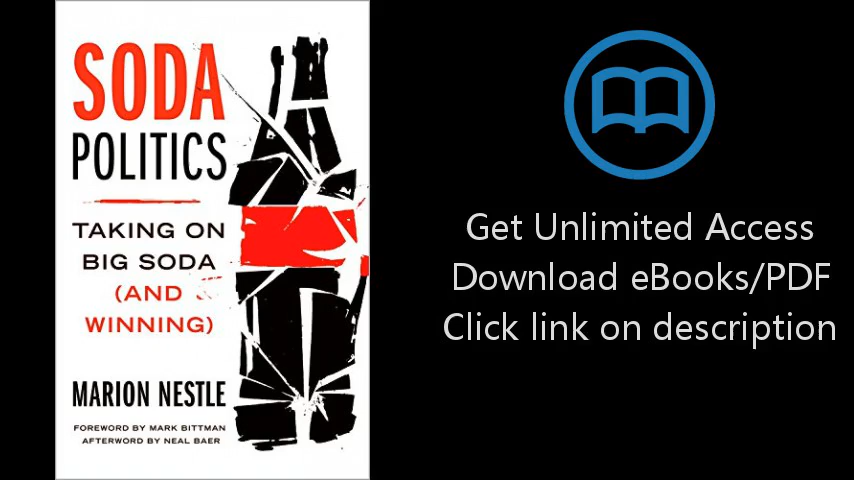 SODA
POLITICS
TAKING ON
BIG SODA
(AND
WINNING)
MARION NESTLE
FOREWORD BY MARK BITTMAN
AFTERWORD BY NEAL BAER
Get Unlimited Access
Download eBooks/PDF
Click link on description